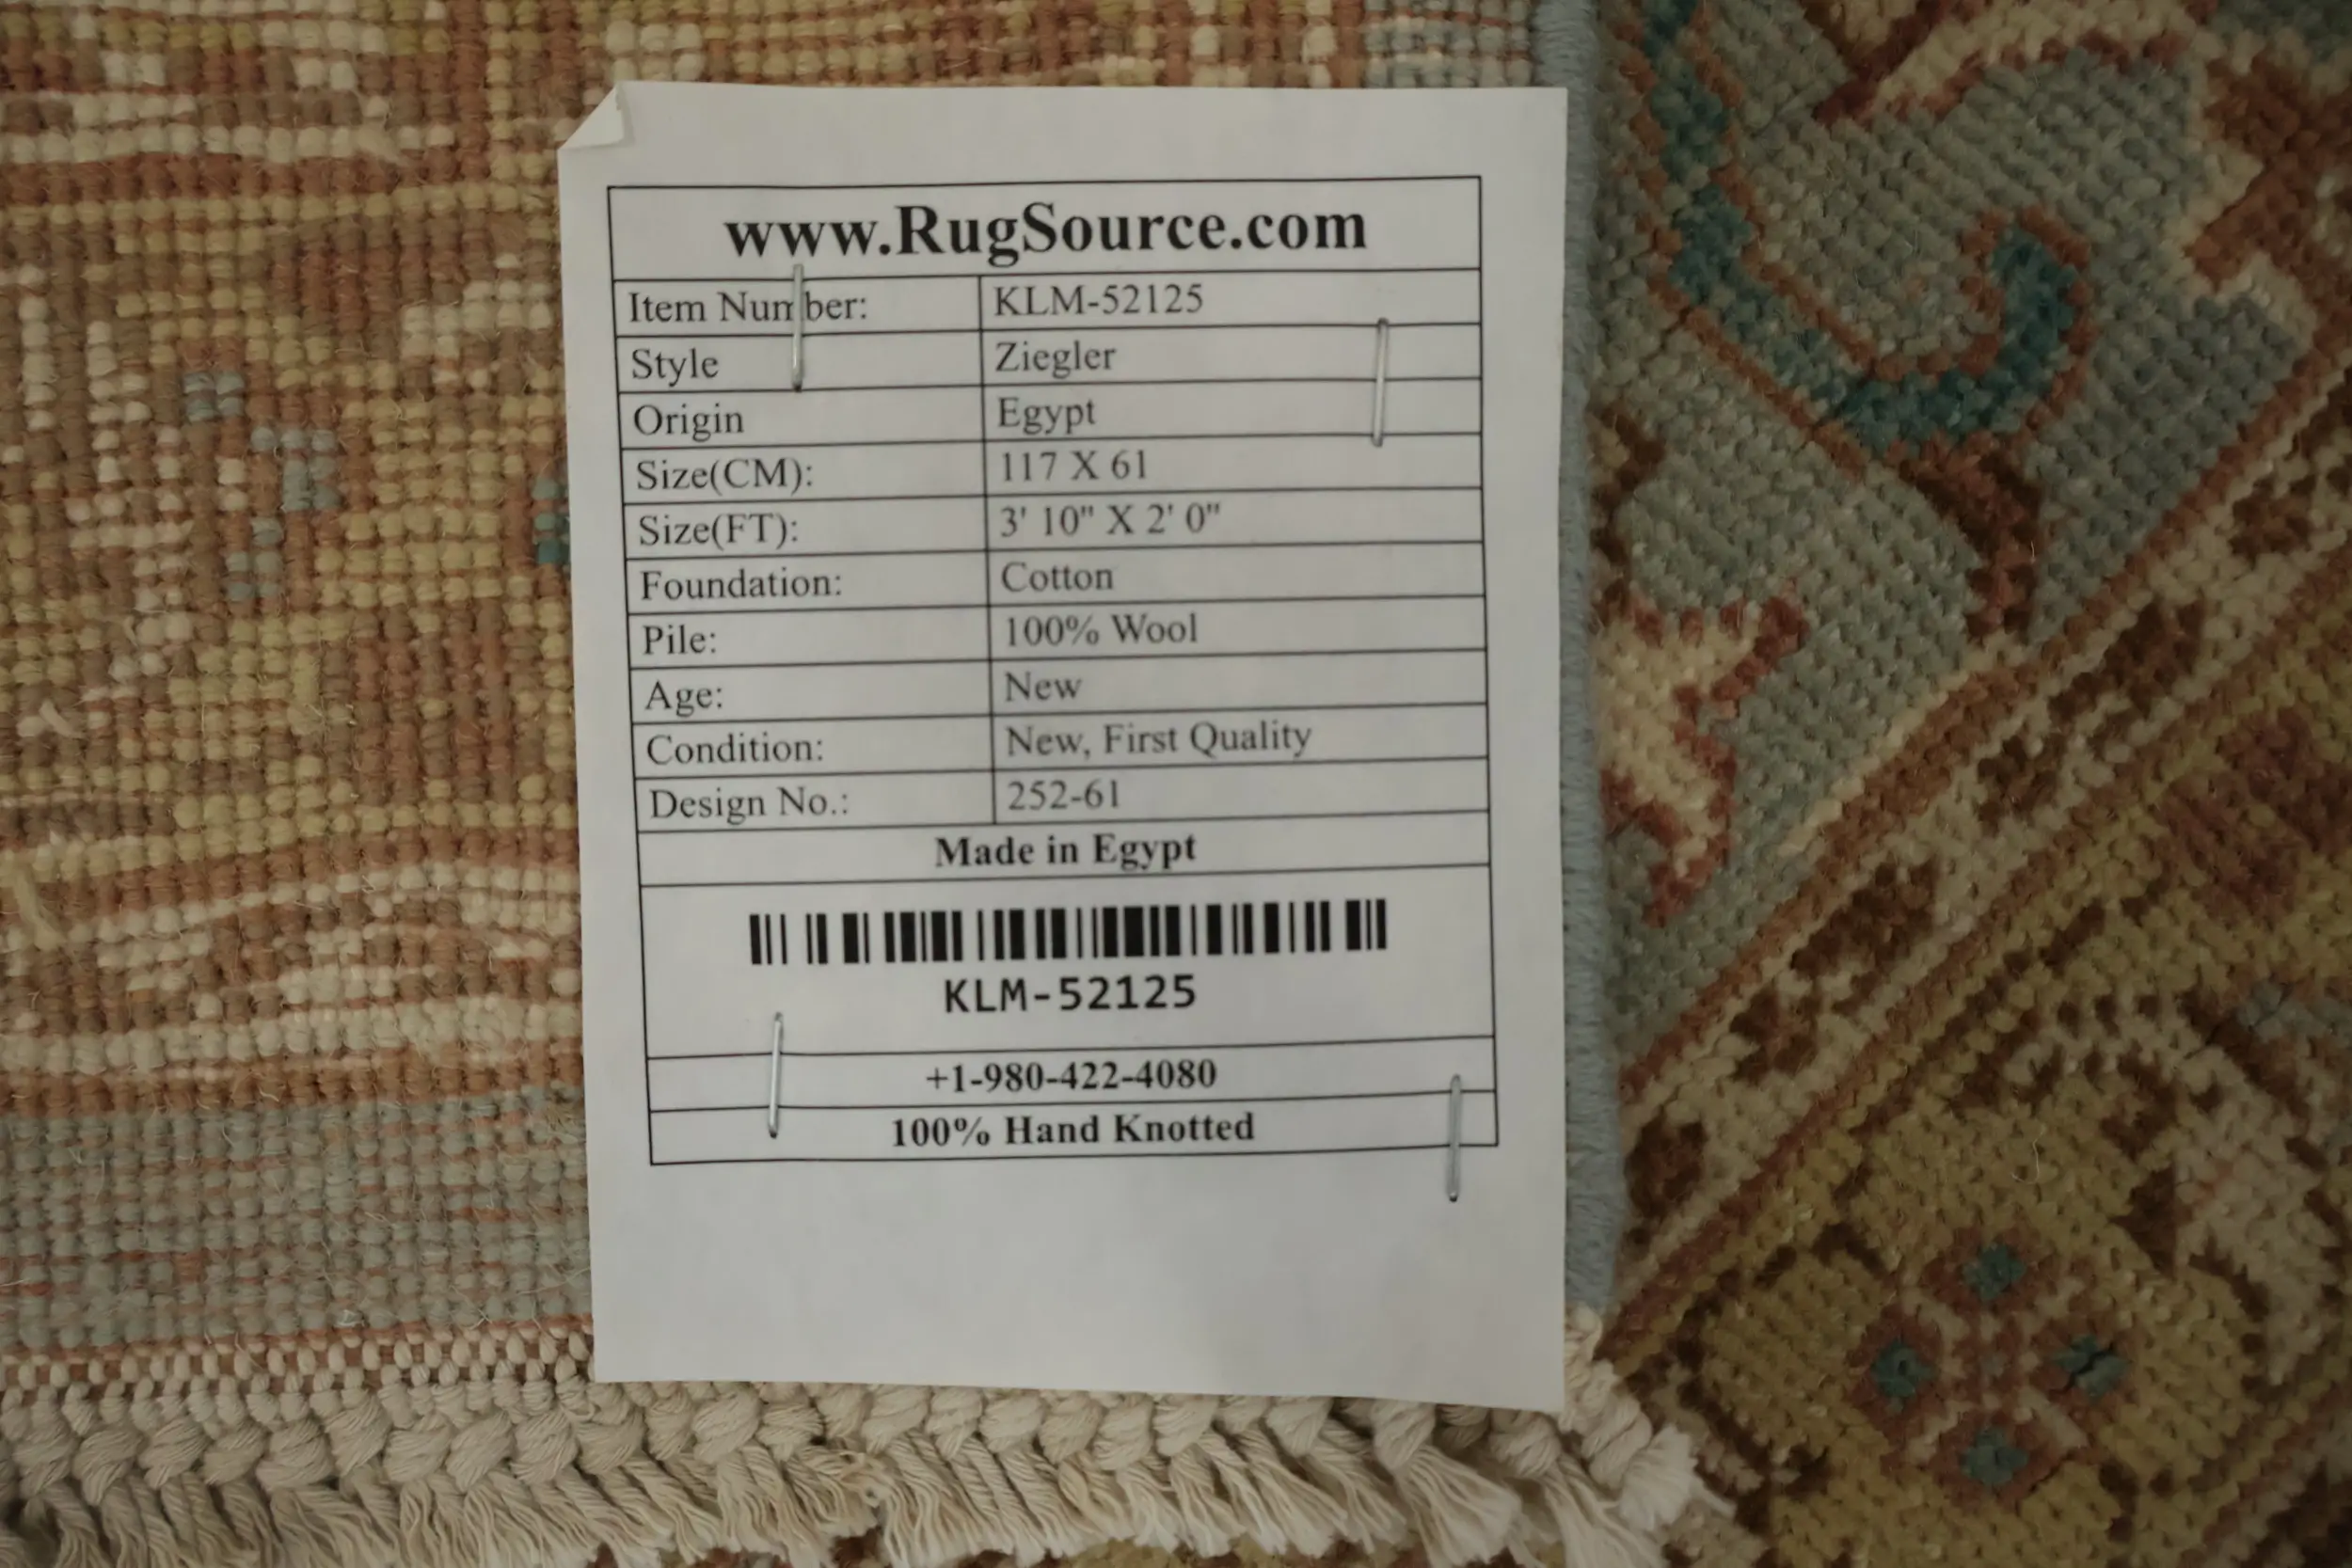 www.RugSource.com
Item Number: KLM-52125
Style Ziegler
Origin Egypt
Size(CM): 117 X 61
Size(FT): 3' 10" X 2' 0"
Foundation: Cotton
Pile: 100% Wool
Age: New
Condition: New, First Quality
Design No.: 252-61
Made in Egypt
KLM-52125
+1-980-422-4080
100% Hand Knotted